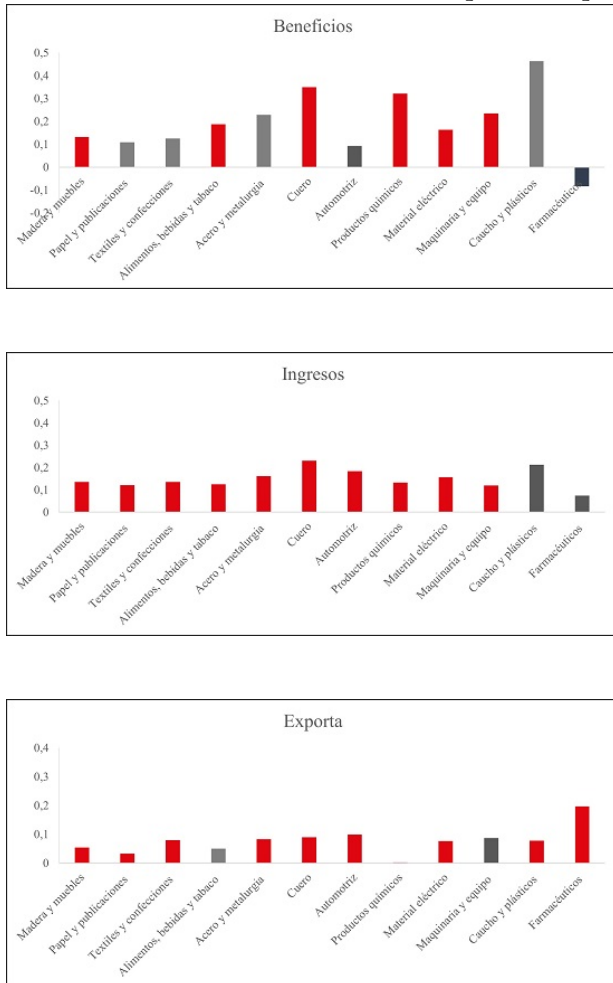 Beneficios
0,5
0,4
0,3
0,2
0,1
0
-0,1
-0,2
Madera y muebles
Papel y publicaciones
Textiles y confecciones
Alimentos, bebidas y tabaco
Acero y metalurgia
Cuero
Automotriz
Productos químicos
Material eléctrico
Maquinaria y equipo
Caucho y plásticos
Farmacéuticos
Ingresos
0,5
0,4
0,3
0,2
0,1
0
Madera y muebles
Papel y publicaciones
Textiles y confecciones
Alimentos, bebidas y tabaco
Acero y metalurgia
Cuero
Automotriz
Productos químicos
Material eléctrico
Maquinaria y equipo
Caucho y plásticos
Farmacéuticos
Exporta
0,4
0,3
0,2
0,1
0
Madera y muebles
Papel y publicaciones
Textiles y confecciones
Alimentos, bebidas y tabaco
Acero y metalurgia
Cuero
Automotriz
Productos químicos
Material eléctrico
Maquinaria y equipo
Caucho y plásticos
Farmacéuticos